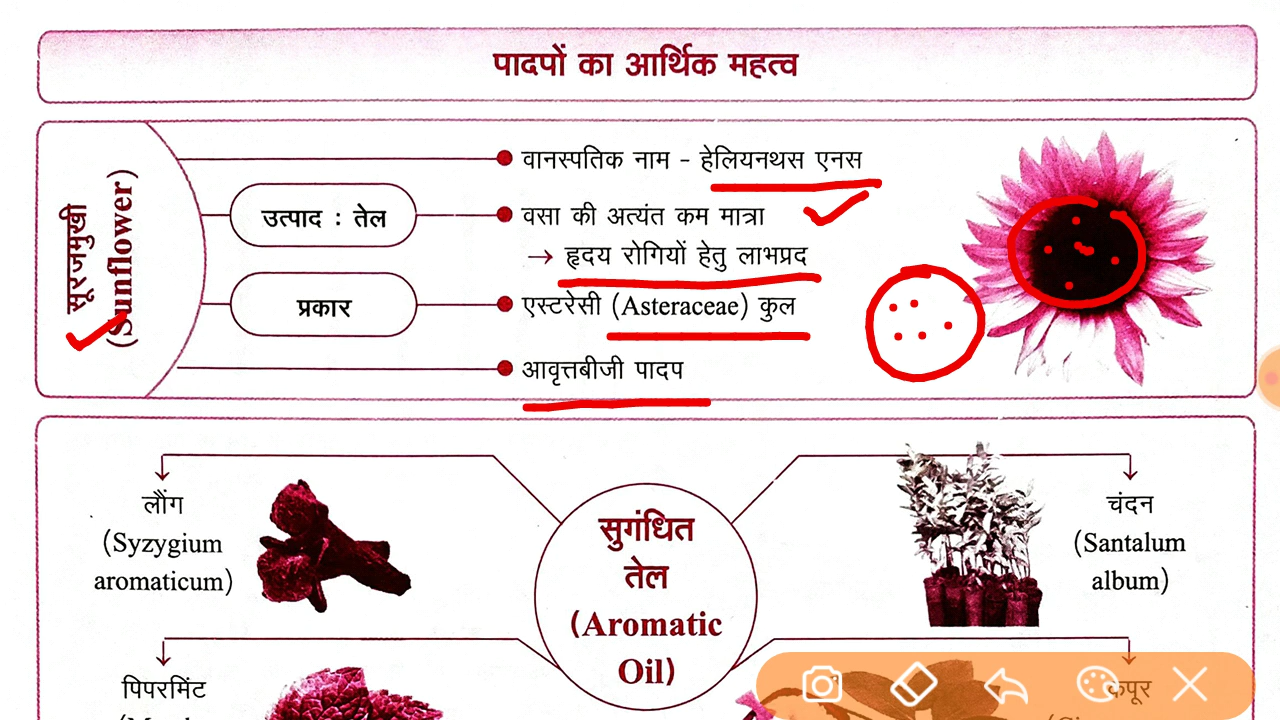 पादपों का आर्थिक महत्व
सूरजमुखी
(Sunflower)
वानस्पतिक नाम - हेलियनथस एनस
उत्पाद : तेल
वसा की अत्यंत कम मात्रा
→ हृदय रोगियों हेतु लाभप्रद
प्रकार
एस्टरेसी (Asteraceae) कुल
आवृत्तबीजी पादप
लौंग
(Syzygium
aromaticum)
सुगंधित
तेल
(Aromatic
Oil)
चंदन
(Santalum
album)
पिपरमिंट
कपूर